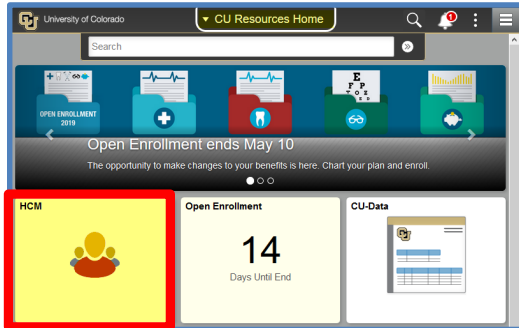 CU University of Colorado
▼ CU Resources Home
1
Search
OPEN ENROLLMENT
2019
E
F P
T O Z
Open Enrollment ends May 10
The opportunity to make changes to your benefits is here. Chart your plan and enroll.
HCM
Open Enrollment
CU-Data
14
Days Until End
CU